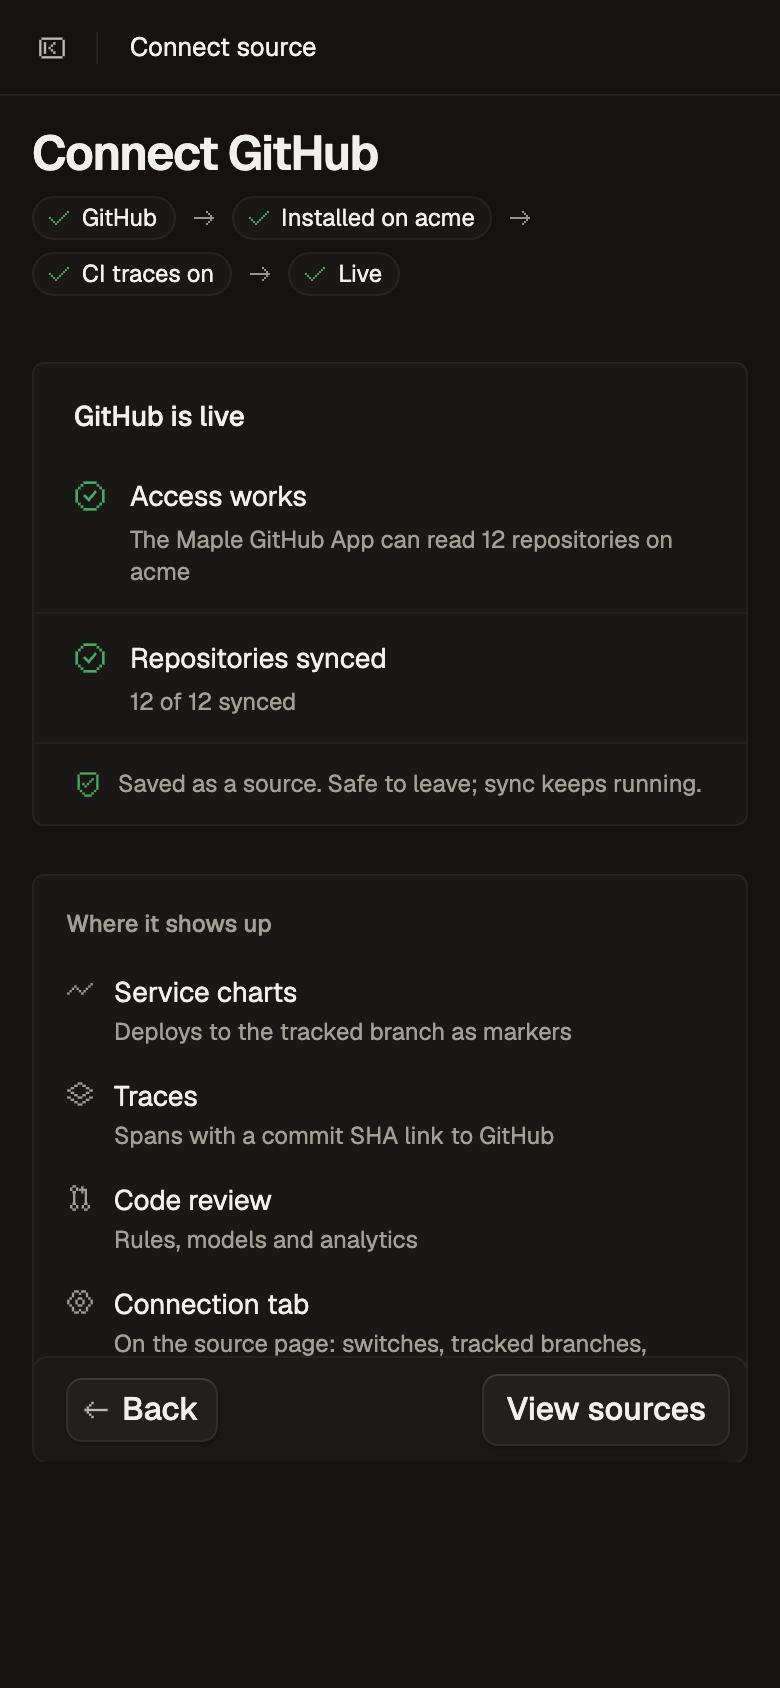 Connect source
Connect GitHub
GitHub → Installed on acme →
CI traces on → Live
GitHub is live
Access works
The Maple GitHub App can read 12 repositories on
acme
Repositories synced
12 of 12 synced
Saved as a source. Safe to leave; sync keeps running.
Where it shows up
Service charts
Deploys to the tracked branch as markers
Traces
Spans with a commit SHA link to GitHub
Code review
Rules, models and analytics
Connection tab
On the source page: switches, tracked branches,
← Back
View sources